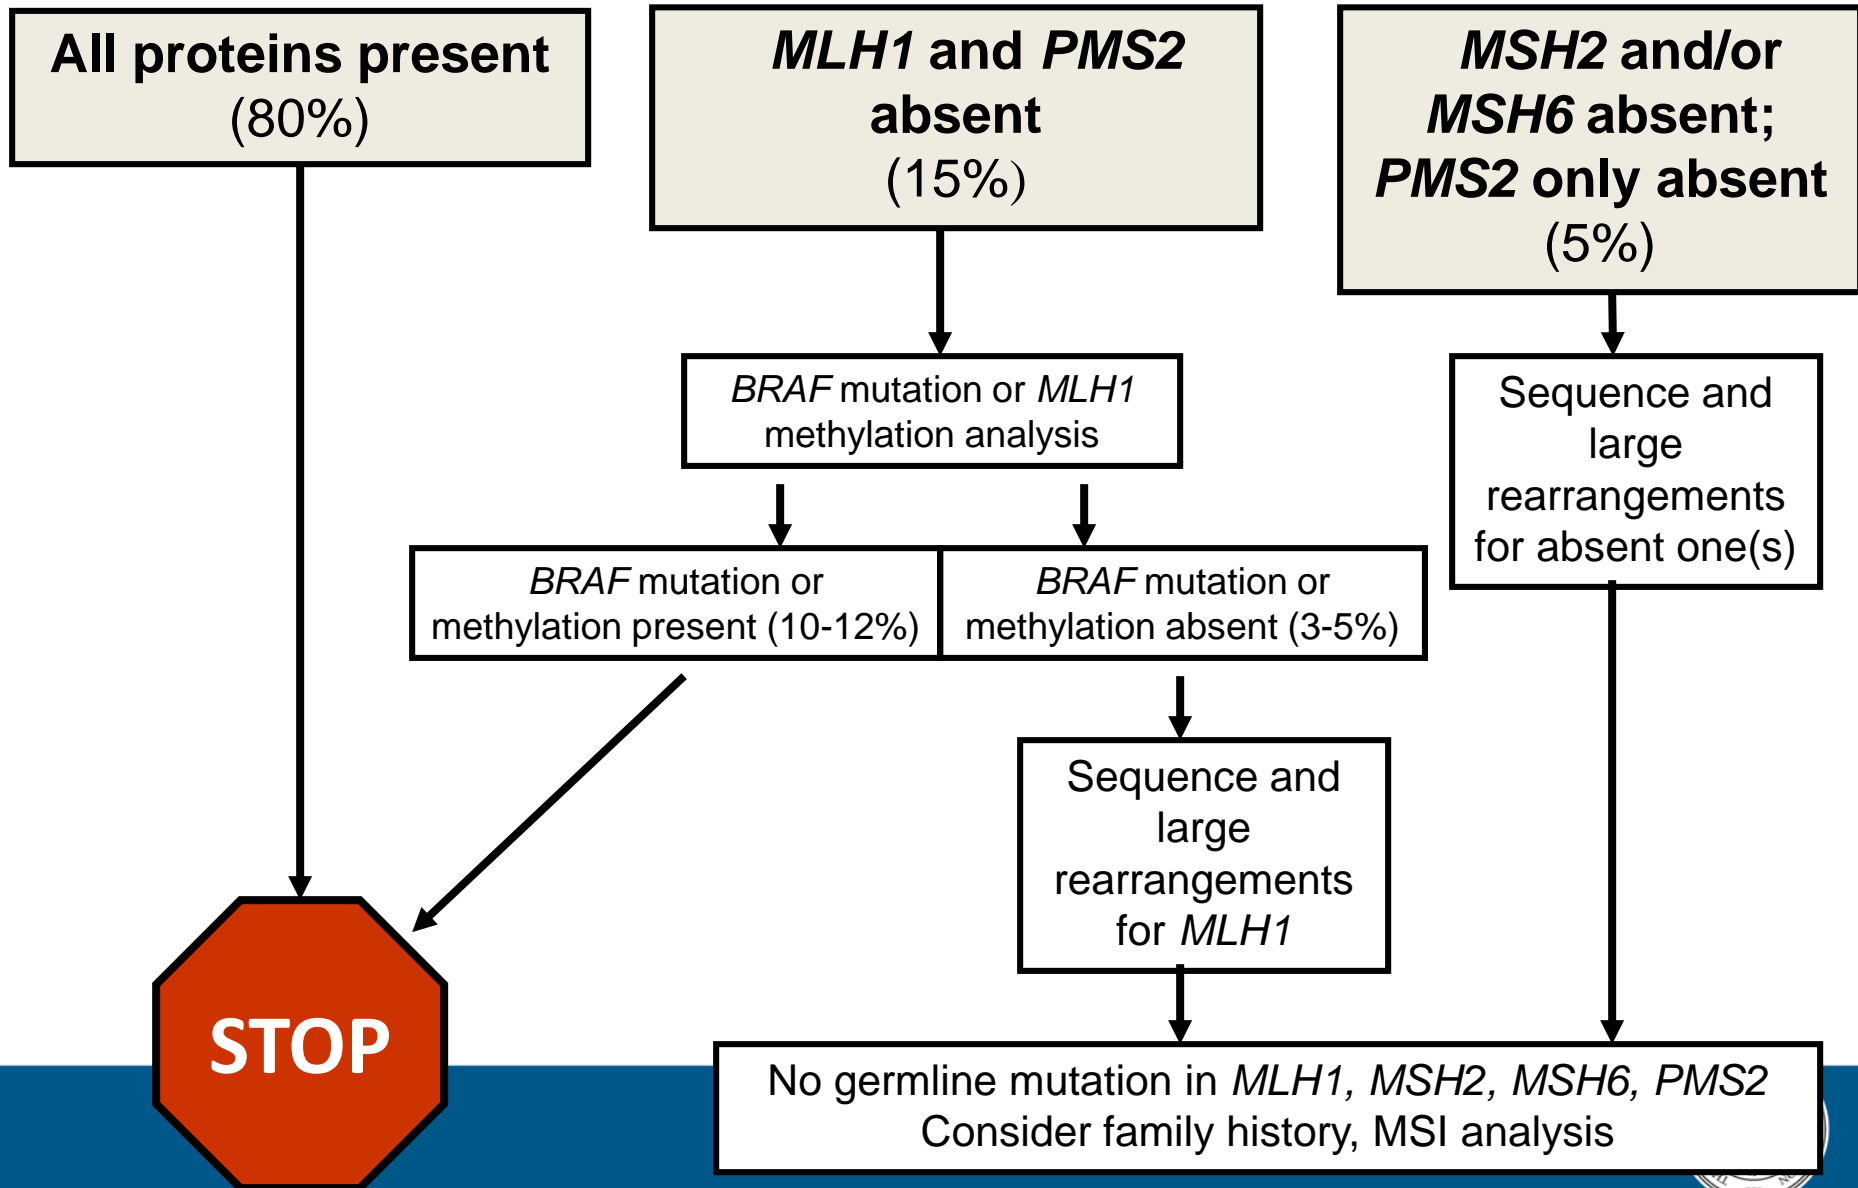 All proteins present
(80%)
MLH1 and PMS2
absent
(15%)
MSH2 and/or
MSH6 absent;
PMS2 only absent
(5%)
BRAF mutation or MLH1
methylation analysis
Sequence and
large
rearrangements
for absent one(s)
BRAF mutation or
methylation present (10-12%)
BRAF mutation or
methylation absent (3-5%)
Sequence and
large
rearrangements
for MLH1
STOP
No germline mutation in MLH1, MSH2, MSH6, PMS2
Consider family history, MSI analysis